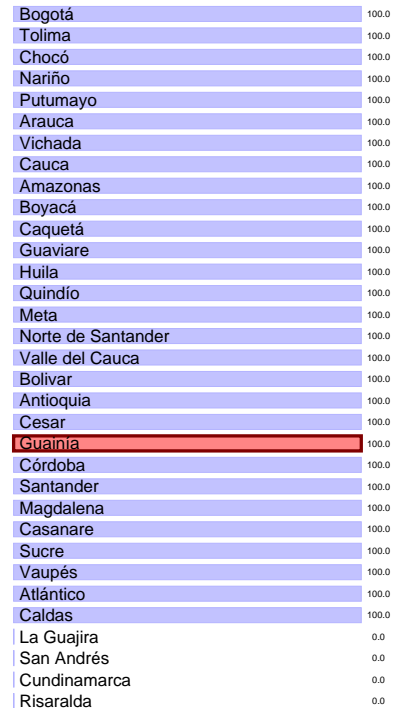 Bogotá 100.0
Tolima 100.0
Chocó 100.0
Nariño 100.0
Putumayo 100.0
Arauca 100.0
Vichada 100.0
Cauca 100.0
Amazonas 100.0
Boyacá 100.0
Caquetá 100.0
Guaviare 100.0
Huila 100.0
Quindío 100.0
Meta 100.0
Norte de Santander 100.0
Valle del Cauca 100.0
Bolivar 100.0
Antioquia 100.0
Cesar 100.0
Guainía 100.0
Córdoba 100.0
Santander 100.0
Magdalena 100.0
Casanare 100.0
Sucre 100.0
Vaupés 100.0
Atlántico 100.0
Caldas 100.0
La Guajira 0.0
San Andrés 0.0
Cundinamarca 0.0
Risaralda 0.0